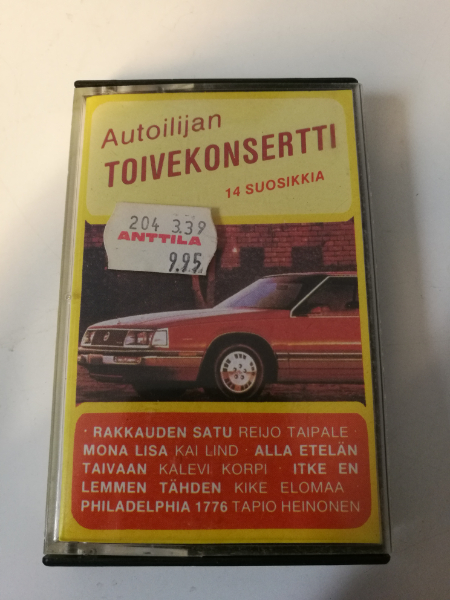 Autoilijan
TOIVEKONSERTTI
14 SUOSIKKIA
204 339
ANTTILA
9.95
· RAKKAUDEN SATU REIJO TAIPALE ·
MONA LISA KAI LIND · ALLA ETELÄN
TAIVAAN KALEVI KORPI · ITKE EN
LEMMEN TÄHDEN KIKE ELOMAA ·
PHILADELPHIA 1776 TAPIO HEINONEN